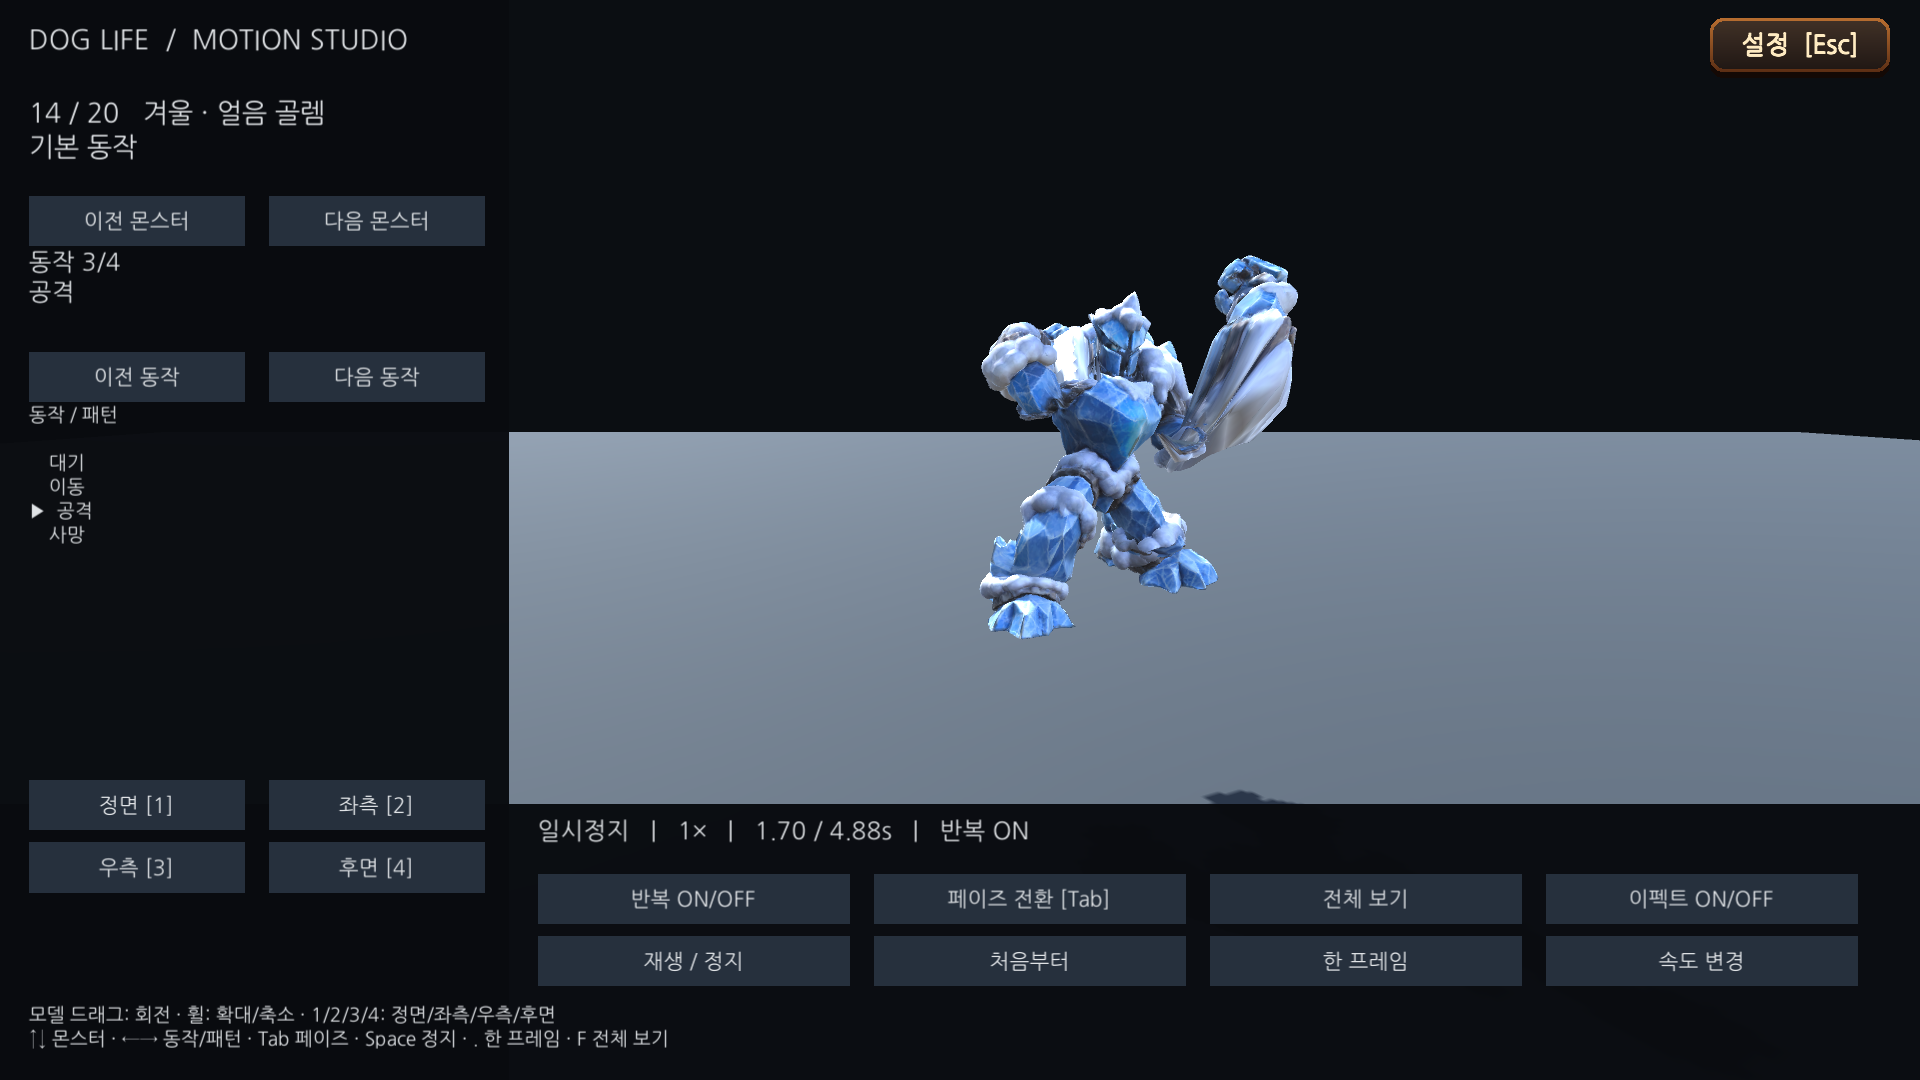 DOG LIFE / MOTION STUDIO
설정 [Esc]
14 / 20 겨울 · 얼음 골렘
기본 동작
이전 몬스터
다음 몬스터
동작 3/4
공격
이전 동작
다음 동작
동작 / 패턴
대기
이동
▶ 공격
사망
정면 [1]
좌측 [2]
우측 [3]
후면 [4]
일시정지 | 1× | 1.70 / 4.88s | 반복 ON
반복 ON/OFF
페이즈 전환 [Tab]
전체 보기
이펙트 ON/OFF
재생 / 정지
처음부터
한 프레임
속도 변경
모델 드래그: 회전 · 휠: 확대/축소 · 1/2/3/4: 정면/좌측/우측/후면
↑↓ 몬스터 · ←→ 동작/패턴 · Tab 페이즈 · Space 정지 · . 한 프레임 · F 전체 보기